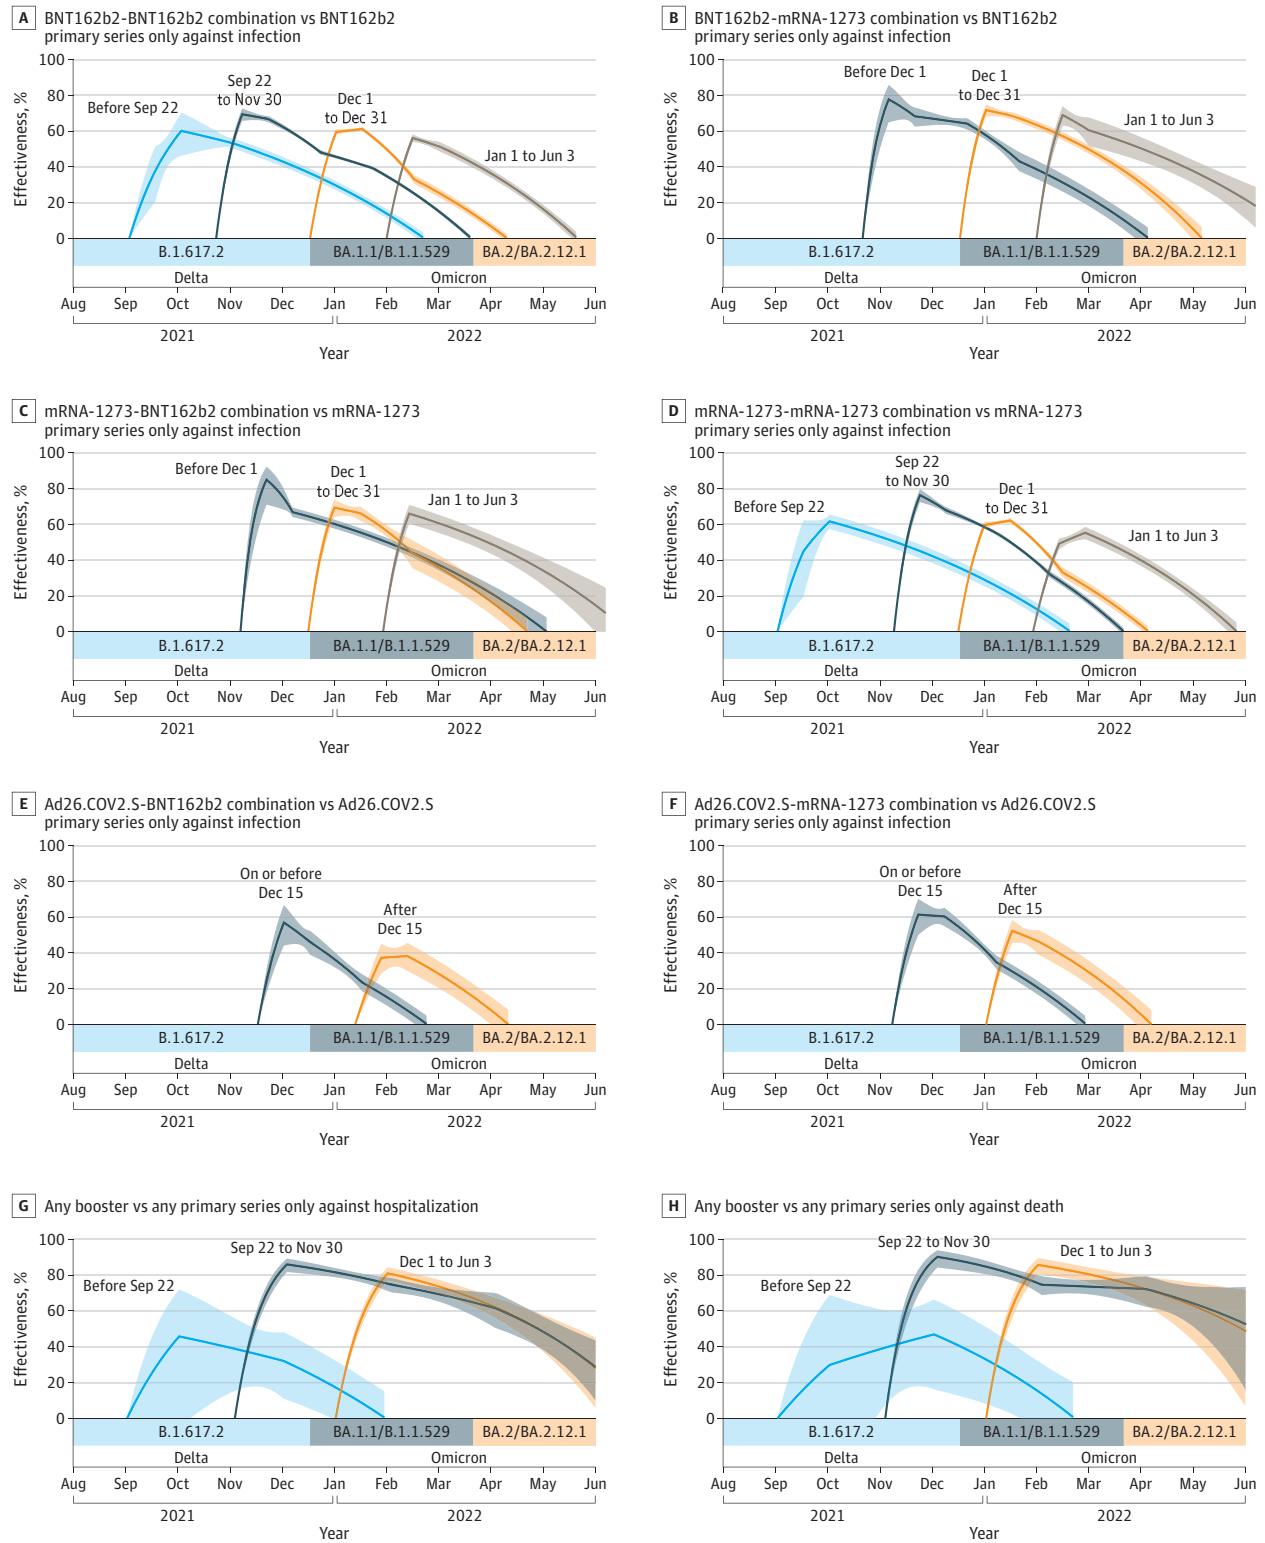 A BNT162b2-BNT162b2 combination vs BNT162b2
primary series only against infection
100
80
60
40
20
0
Effectiveness, %
Before Sep 22
Sep 22
to Nov 30
Dec 1
to Dec 31
Jan 1 to Jun 3
B.1.617.2 BA.1.1/B.1.1.529 BA.2/BA.2.12.1
Delta Omicron
Aug Sep Oct Nov Dec Jan Feb Mar Apr May Jun
2021 2022
Year
B BNT162b2-mRNA-1273 combination vs BNT162b2
primary series only against infection
100
80
60
40
20
0
Effectiveness, %
Before Dec 1
Dec 1
to Dec 31
Jan 1 to Jun 3
B.1.617.2 BA.1.1/B.1.1.529 BA.2/BA.2.12.1
Delta Omicron
Aug Sep Oct Nov Dec Jan Feb Mar Apr May Jun
2021 2022
Year
C mRNA-1273-BNT162b2 combination vs mRNA-1273
primary series only against infection
100
80
60
40
20
0
Effectiveness, %
Before Dec 1
Dec 1
to Dec 31
Jan 1 to Jun 3
B.1.617.2 BA.1.1/B.1.1.529 BA.2/BA.2.12.1
Delta Omicron
Aug Sep Oct Nov Dec Jan Feb Mar Apr May Jun
2021 2022
Year
D mRNA-1273-mRNA-1273 combination vs mRNA-1273
primary series only against infection
100
80
60
40
20
0
Effectiveness, %
Before Sep 22
Sep 22
to Nov 30
Dec 1
to Dec 31
Jan 1 to Jun 3
B.1.617.2 BA.1.1/B.1.1.529 BA.2/BA.2.12.1
Delta Omicron
Aug Sep Oct Nov Dec Jan Feb Mar Apr May Jun
2021 2022
Year
E Ad26.COV2.S-BNT162b2 combination vs Ad26.COV2.S
primary series only against infection
100
80
60
40
20
0
Effectiveness, %
On or before
Dec 15
After
Dec 15
B.1.617.2 BA.1.1/B.1.1.529 BA.2/BA.2.12.1
Delta Omicron
Aug Sep Oct Nov Dec Jan Feb Mar Apr May Jun
2021 2022
Year
F Ad26.COV2.S-mRNA-1273 combination vs Ad26.COV2.S
primary series only against infection
100
80
60
40
20
0
Effectiveness, %
On or before
Dec 15
After
Dec 15
B.1.617.2 BA.1.1/B.1.1.529 BA.2/BA.2.12.1
Delta Omicron
Aug Sep Oct Nov Dec Jan Feb Mar Apr May Jun
2021 2022
Year
G Any booster vs any primary series only against hospitalization
100
80
60
40
20
0
Effectiveness, %
Before Sep 22
Sep 22 to Nov 30
Dec 1 to Jun 3
B.1.617.2 BA.1.1/B.1.1.529 BA.2/BA.2.12.1
Delta Omicron
Aug Sep Oct Nov Dec Jan Feb Mar Apr May Jun
2021 2022
Year
H Any booster vs any primary series only against death
100
80
60
40
20
0
Effectiveness, %
Before Sep 22
Sep 22 to Nov 30
Dec 1 to Jun 3
B.1.617.2 BA.1.1/B.1.1.529 BA.2/BA.2.12.1
Delta Omicron
Aug Sep Oct Nov Dec Jan Feb Mar Apr May Jun
2021 2022
Year